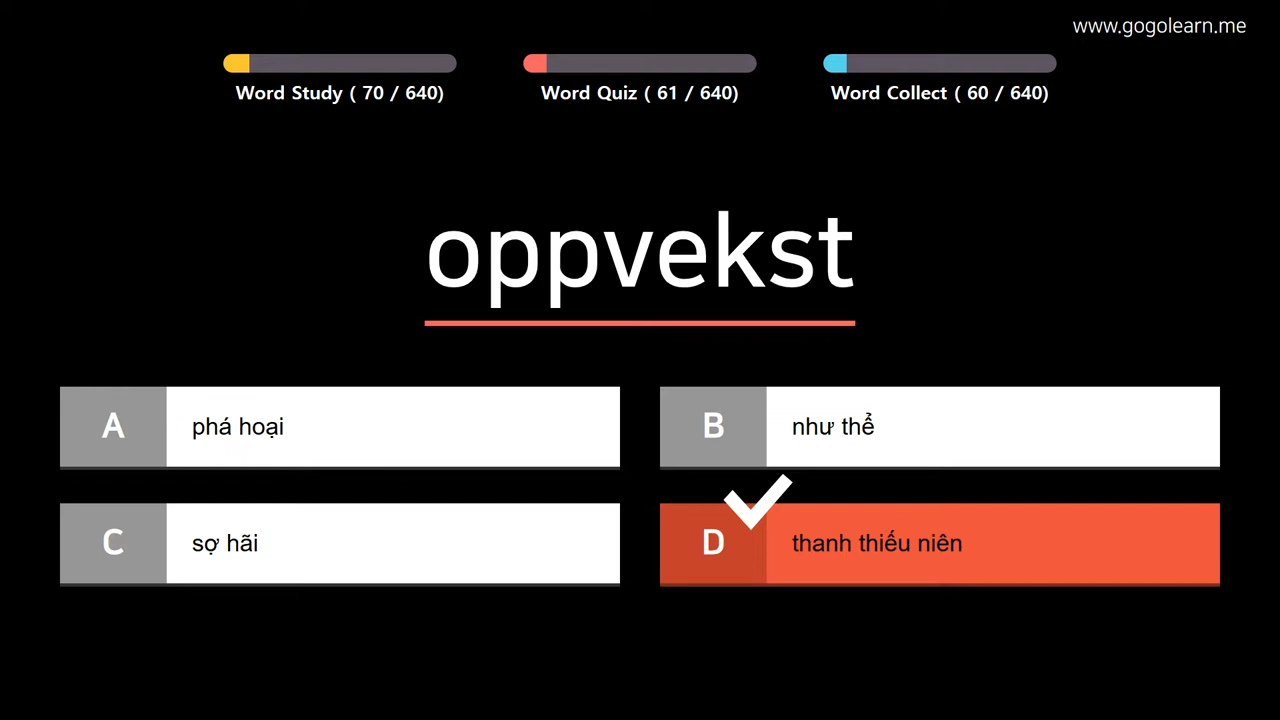 www.gogolearn.me
Word Study ( 70 / 640)
Word Quiz ( 61 / 640)
Word Collect ( 60 / 640)
oppvekst
A phá hoại
B như thể
C sợ hãi
D thanh thiếu niên